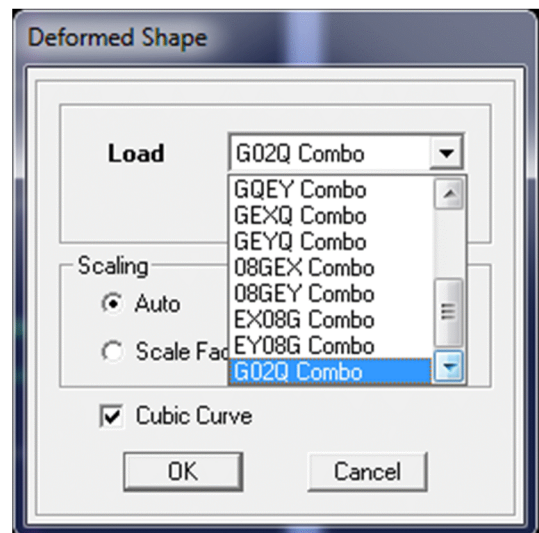 Deformed Shape
Load
G02Q Combo
GQEY Combo
GEXQ Combo
GEYQ Combo
08GEX Combo
08GEY Combo
EX08G Combo
EY08G Combo
G02Q Combo
Scaling
Auto
Scale Fac
Cubic Curve
OK
Cancel